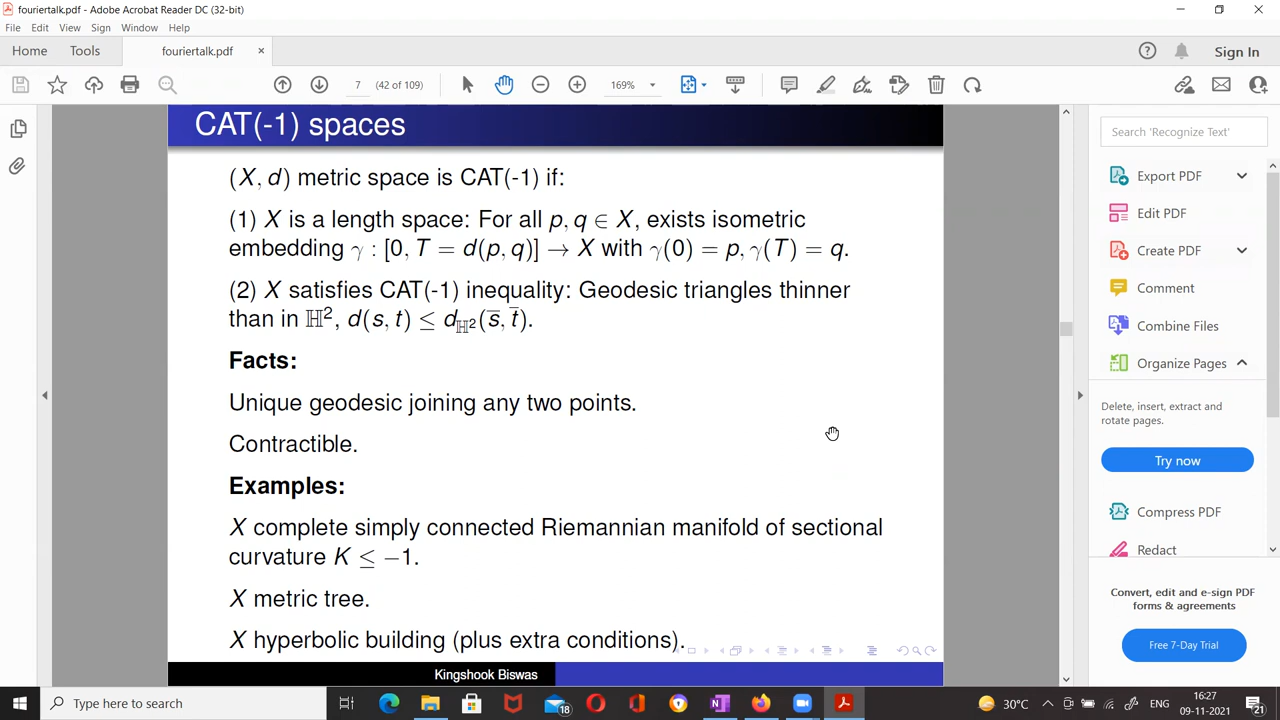 fouriertalk.pdf - Adobe Acrobat Reader DC (32-bit)
File Edit View Sign Window Help
Home Tools fouriertalk.pdf × Sign In
7 (42 of 109) 169%
CAT(-1) spaces
(X, d) metric space is CAT(-1) if:
(1) X is a length space: For all p, q ∈ X, exists isometric
embedding γ : [0, T = d(p, q)] → X with γ(0) = p, γ(T) = q.
(2) X satisfies CAT(-1) inequality: Geodesic triangles thinner
than in ℍ², d(s, t) ≤ d_ℍ²(s̅, t̅).
Facts:
Unique geodesic joining any two points.
Contractible.
Examples:
X complete simply connected Riemannian manifold of sectional
curvature K ≤ −1.
X metric tree.
X hyperbolic building (plus extra conditions).
Kingshook Biswas
Search 'Recognize Text'
Export PDF
Edit PDF
Create PDF
Comment
Combine Files
Organize Pages
Delete, insert, extract and
rotate pages.
Try now
Compress PDF
Redact
Convert, edit and e-sign PDF
forms & agreements
Free 7-Day Trial
Type here to search
18
30°C
ENG
16:27
09-11-2021
21